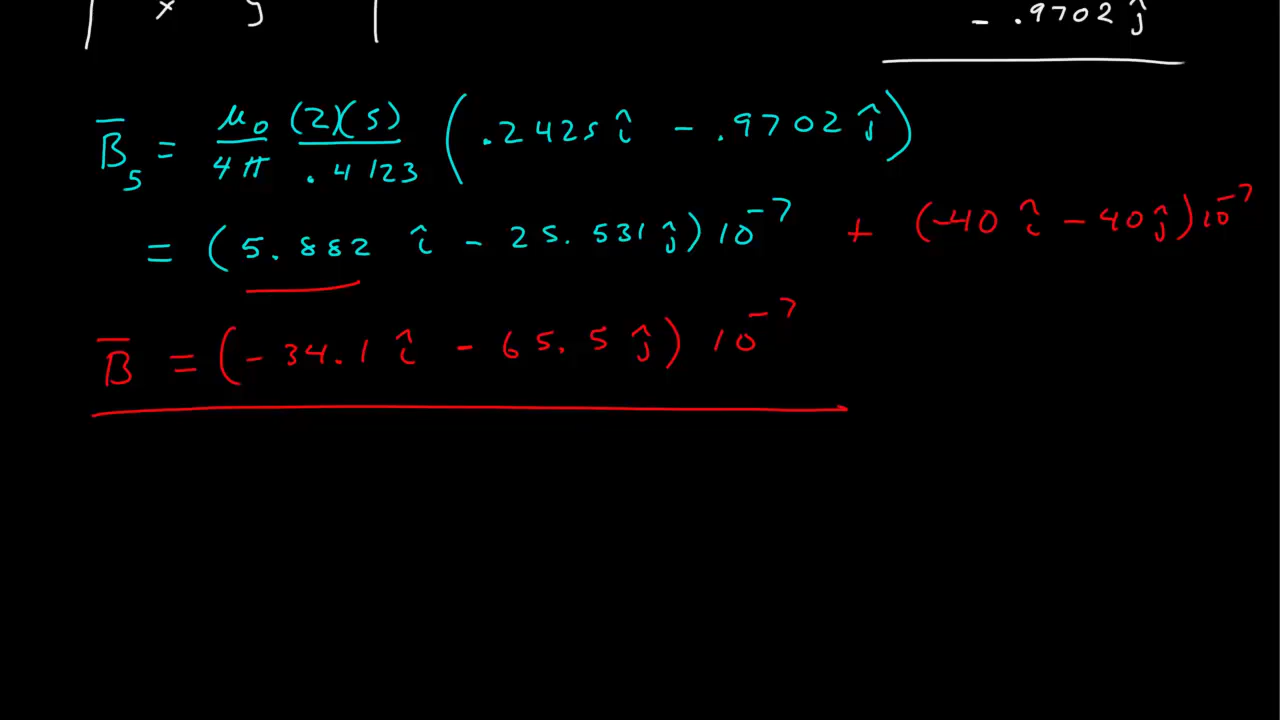 | x y |
- .9702 ĵ
B̅₅ = μ₀/4π (2)(5)/.4123 (.2425 î - .9702 ĵ)
= (5.882 î - 25.531 ĵ) 10⁻⁷ + (-40 î - 40 ĵ) 10⁻⁷
B̅ = (-34.1 î - 65.5 ĵ) 10⁻⁷